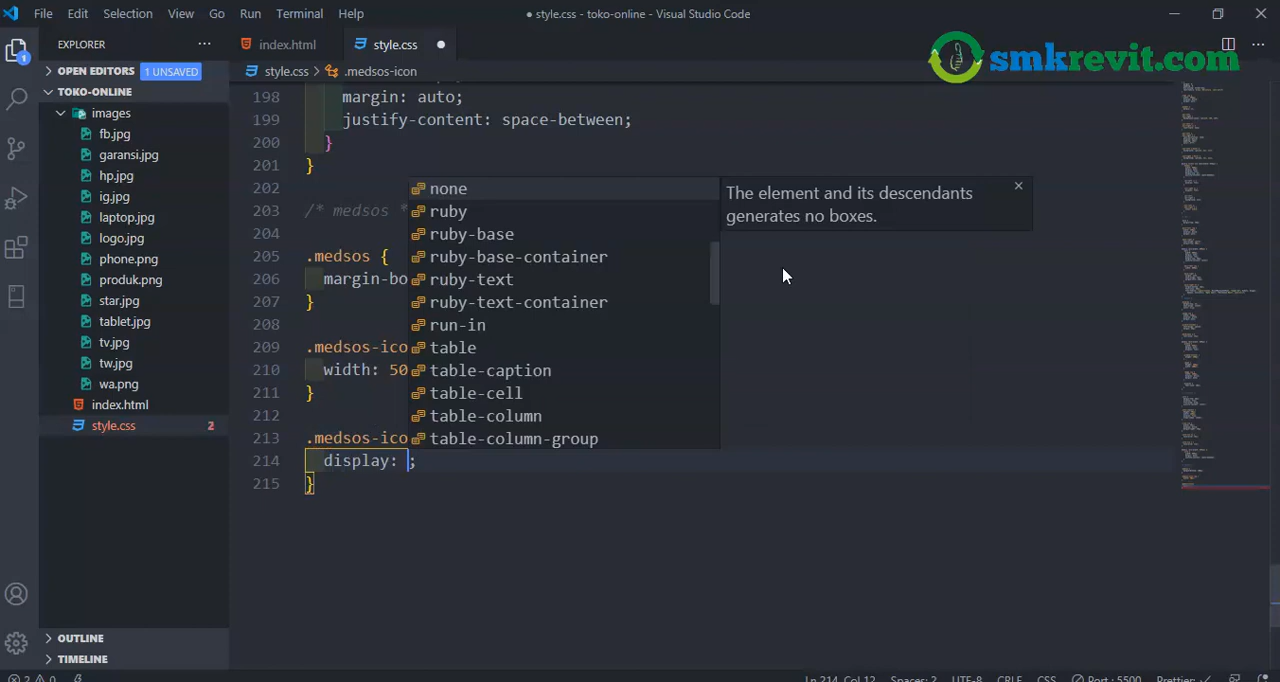 File Edit Selection View Go Run Terminal Help
● style.css - toko-online - Visual Studio Code
EXPLORER
index.html
style.css
smkrevit.com
OPEN EDITORS 1 UNSAVED
style.css > .medsos-icon
TOKO-ONLINE
images
fb.jpg
garansi.jpg
hp.jpg
ig.jpg
laptop.jpg
logo.jpg
phone.jpg
produk.png
star.jpg
tablet.jpg
tv.jpg
tw.jpg
wa.png
index.html
style.css 2
OUTLINE
TIMELINE
198 margin: auto;
199 justify-content: space-between;
200 }
201 }
202
203 /* medsos *
204
205 .medsos {
206 margin-bo
207 }
208
209 .medsos-ico
210 width: 50
211 }
212
213 .medsos-ico
214 display: ;
215 }
none
ruby
ruby-base
ruby-base-container
ruby-text
ruby-text-container
run-in
table
table-caption
table-cell
table-column
table-column-group
The element and its descendants
generates no boxes.
1
2 0
Ln 214, Col 12 Spaces: 2 UTF-8 CRLF CSS Port : 5500 Prettier